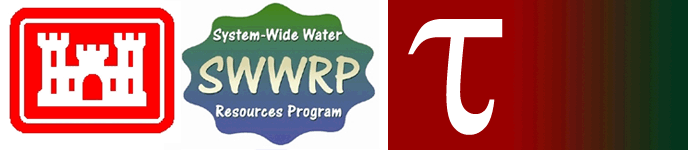 System-Wide Water
SWWRP
Resources Program
τ